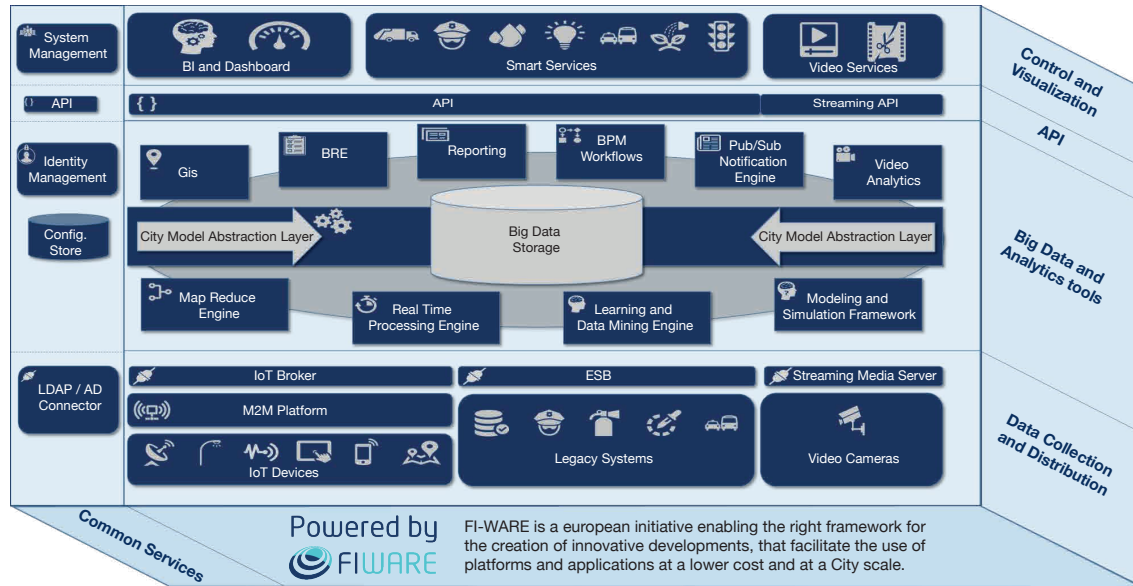 System
Management
BI and Dashboard
Smart Services
Video Services
Control and
Visualization
{ } API
{ } API
Streaming API
API
Identity
Management
Gis
BRE
Reporting
BPM
Workflows
Pub/Sub
Notification
Engine
Video
Analytics
Config.
Store
City Model Abstraction Layer
Big Data
Storage
City Model Abstraction Layer
Big Data and
Analytics tools
Map Reduce
Engine
Real Time
Processing Engine
Learning and
Data Mining Engine
Modeling and
Simulation Framework
LDAP / AD
Connector
IoT Broker
ESB
Streaming Media Server
M2M Platform
IoT Devices
Legacy Systems
Video Cameras
Data Collection
and Distribution
Common Services
Powered by
FIWARE
FI-WARE is a european initiative enabling the right framework for
the creation of innovative developments, that facilitate the use of
platforms and applications at a lower cost and at a City scale.